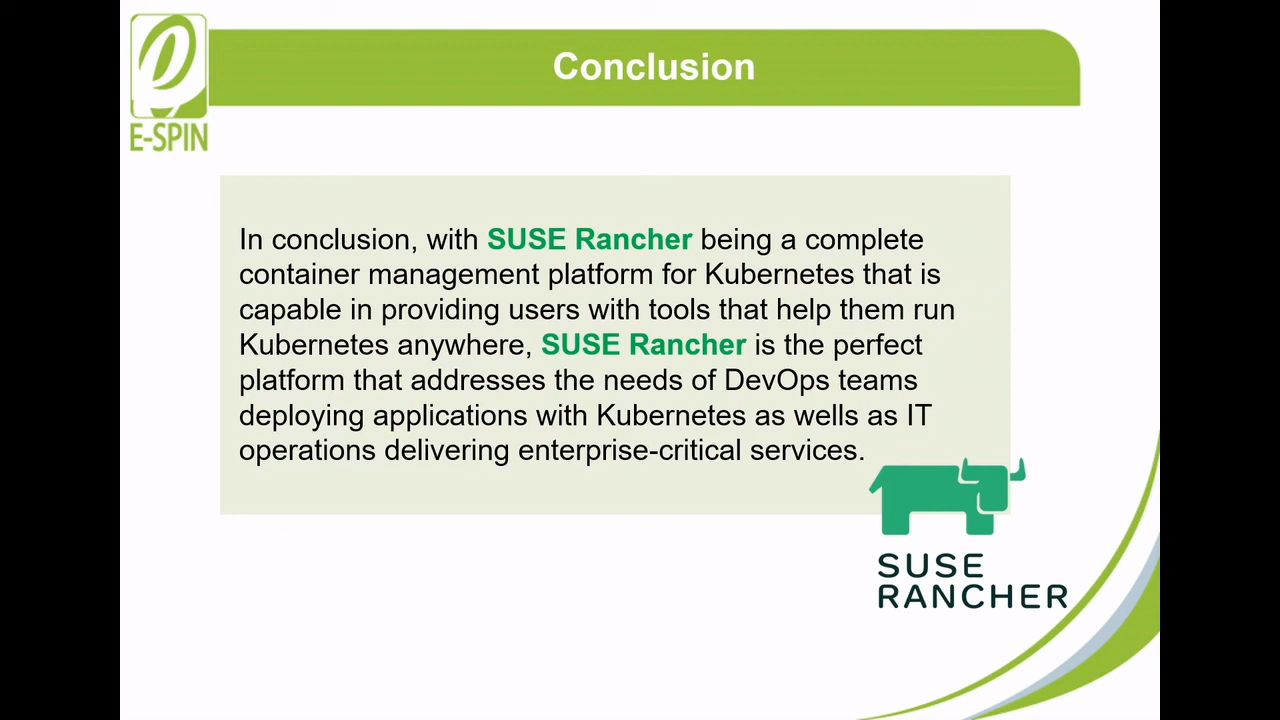 Conclusion
E-SPIN
In conclusion, with SUSE Rancher being a complete
container management platform for Kubernetes that is
capable in providing users with tools that help them run
Kubernetes anywhere, SUSE Rancher is the perfect
platform that addresses the needs of DevOps teams
deploying applications with Kubernetes as wells as IT
operations delivering enterprise-critical services.
SUSE
RANCHER